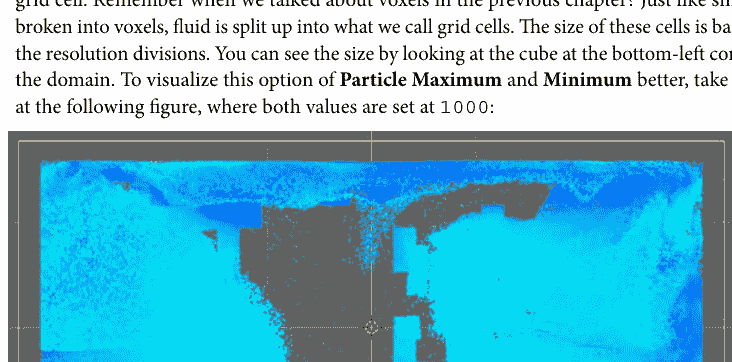 grid cell. Remember when we talked about voxels in the previous chapter? Just like
broken into voxels, fluid is split up into what we call grid cells. The size of these cells is
the resolution divisions. You can see the size by looking at the cube at the bottom-left
the domain. To visualize this option of Particle Maximum and Minimum better, take
at the following figure, where both values are set at 1000: